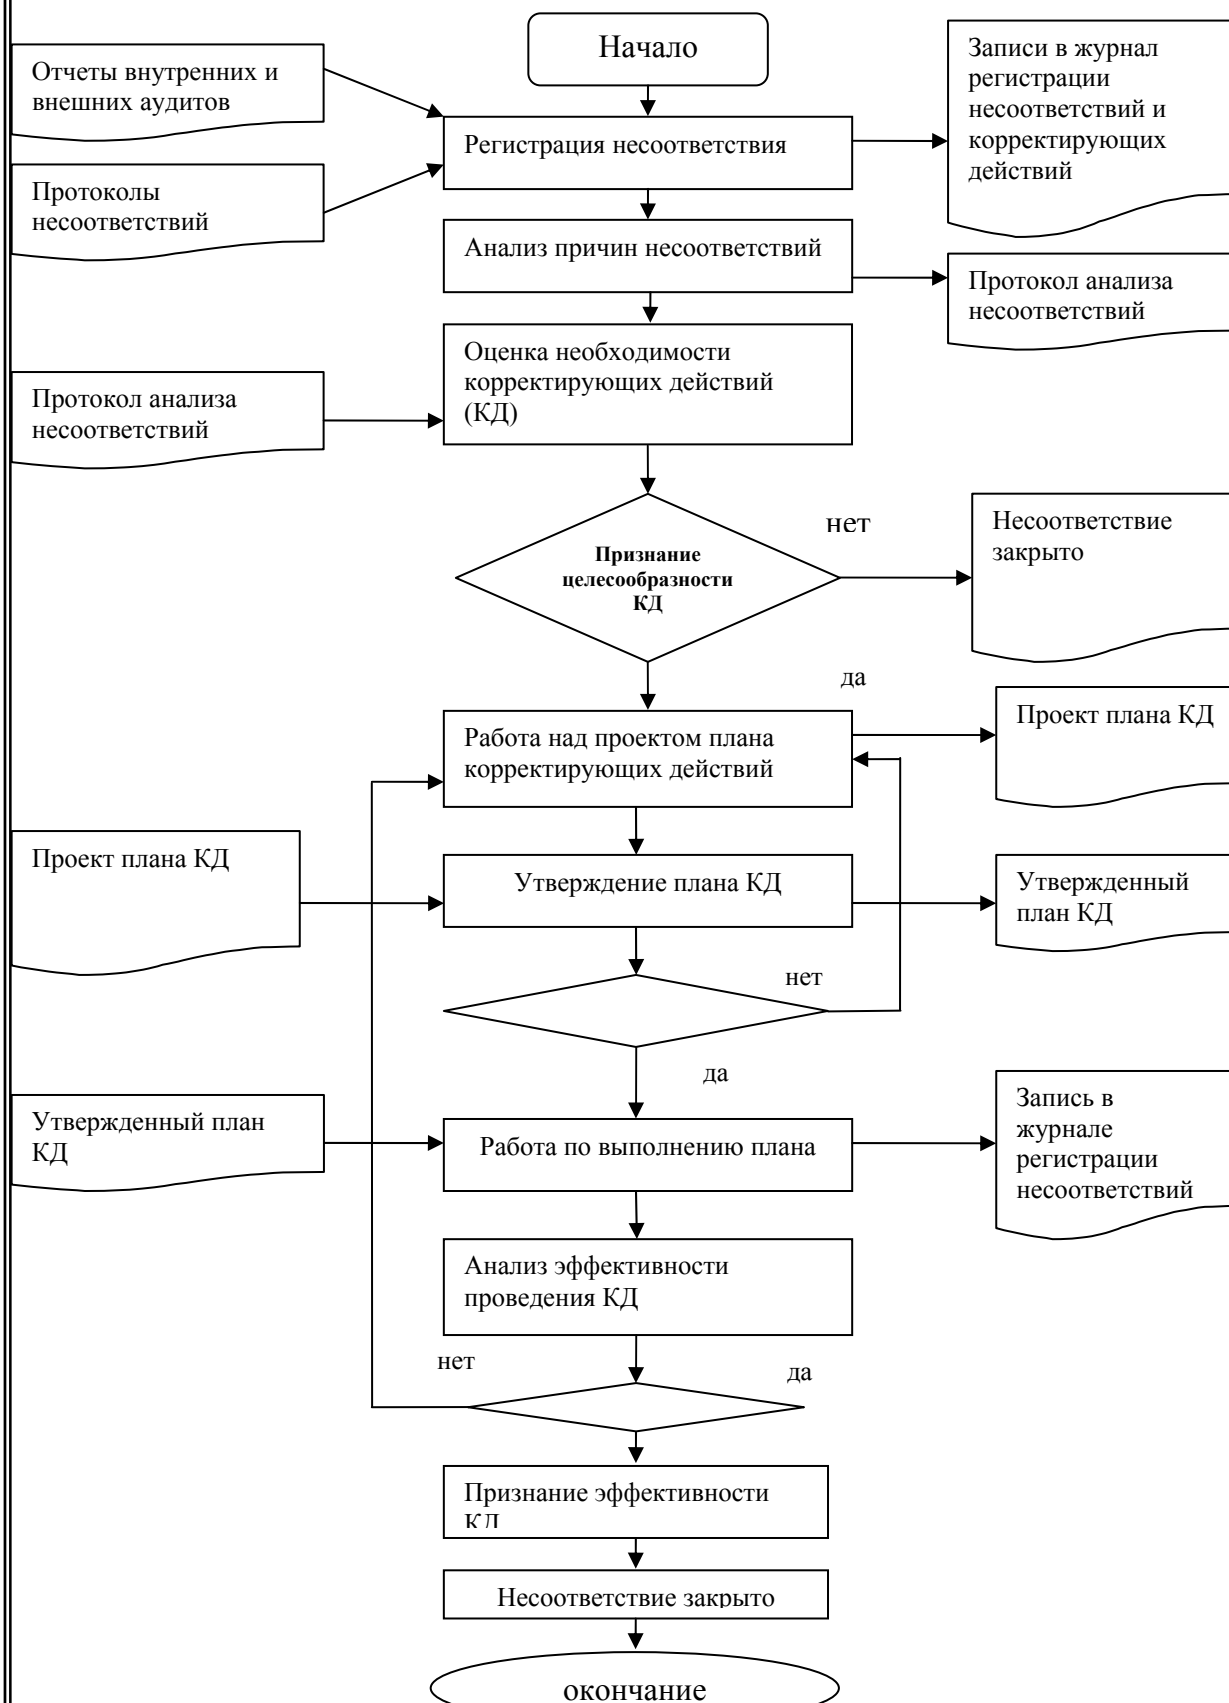 Начало
Отчеты внутренних и
внешних аудитов
Записи в журнал
регистрации
несоответствий и
корректирующих
действий
Регистрация несоответствия
Протоколы
несоответствий
Анализ причин несоответствий
Протокол анализа
несоответствий
Оценка необходимости
корректирующих действий
(КД)
Протокол анализа
несоответствий
нет
Несоответствие
закрыто
Признание
целесообразности
КД
да
Проект плана КД
Работа над проектом плана
корректирующих действий
Проект плана КД
Утверждение плана КД
Утвержденный
план КД
нет
да
Утвержденный план
КД
Работа по выполнению плана
Запись в
журнале
регистрации
несоответствий
Анализ эффективности
проведения КД
нет
да
Признание эффективности
КД
Несоответствие закрыто
окончание